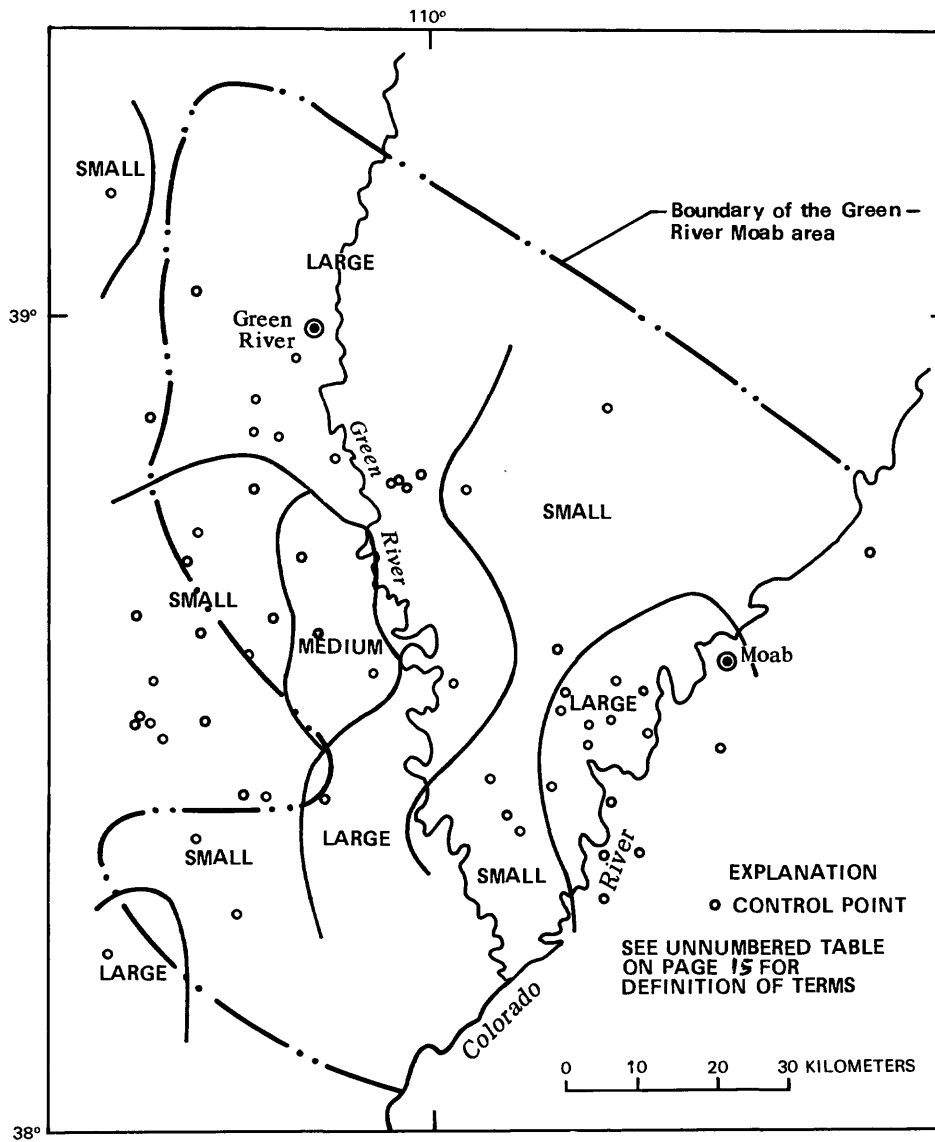 110°
SMALL
Boundary of the Green–
River Moab area
LARGE
39°
Green
River
Green
River
SMALL
SMALL
MEDIUM
Moab
LARGE
LARGE
SMALL
SMALL
River
EXPLANATION
CONTROL POINT
LARGE
SEE UNNUMBERED TABLE
ON PAGE 15 FOR
DEFINITION OF TERMS
Colorado
0 10 20 30 KILOMETERS
38°